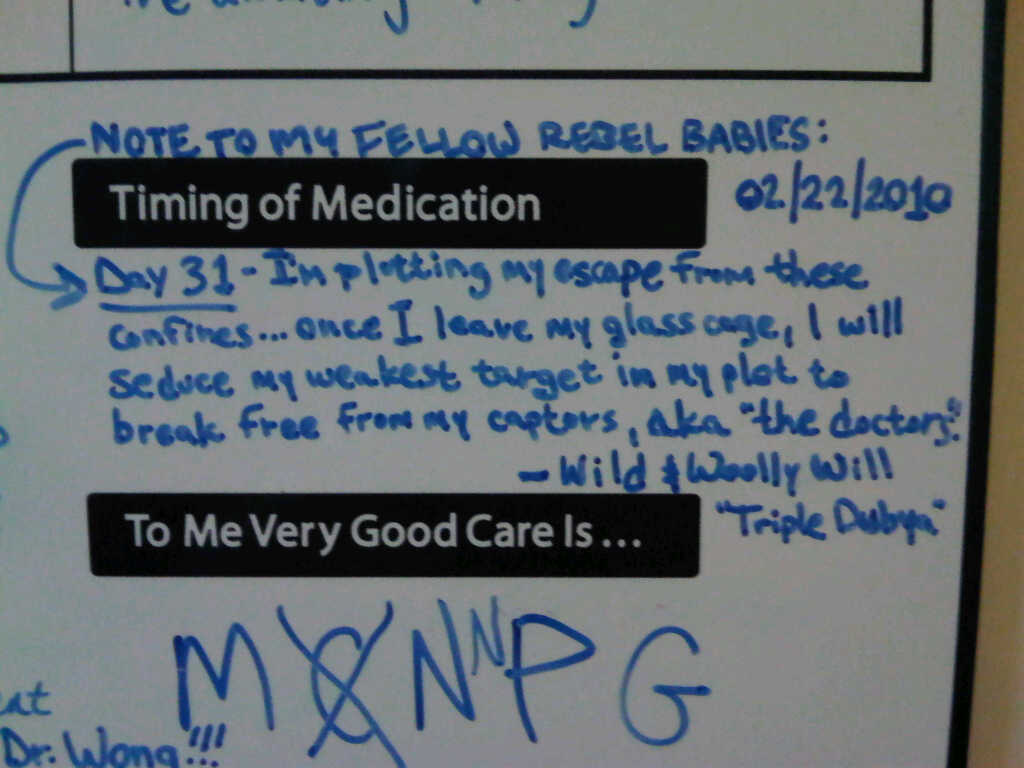 NOTE TO MY FELLOW REBEL BABIES:
Timing of Medication
02/22/2010
Day 31 - I'm plotting my escape from these
confines... once I leave my glass cage, I will
seduce my weakest target in my plot to
break free from my captors, aka "the doctors".
- Wild & Woolly Will
"Triple Dubya"
To Me Very Good Care Is ...
M N N P G
Dr. Wong!!!